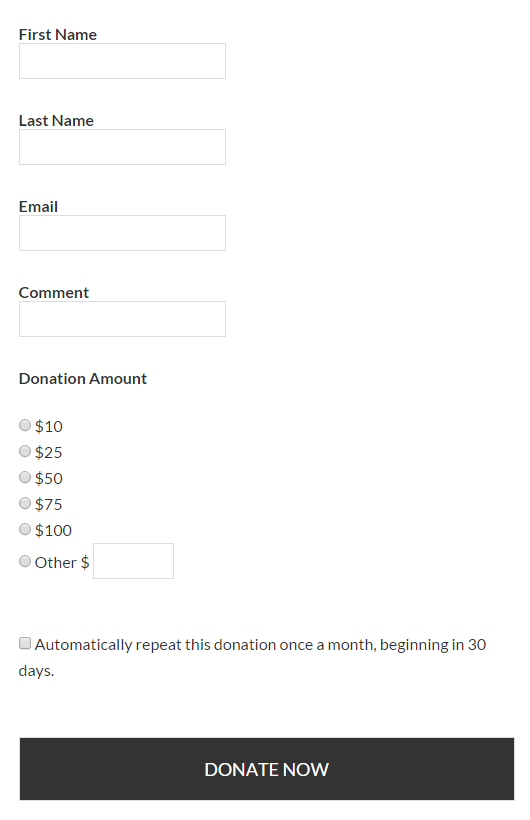 First Name
Last Name
Email
Comment
Donation Amount
$10
$25
$50
$75
$100
Other $
Automatically repeat this donation once a month, beginning in 30
days.
DONATE NOW